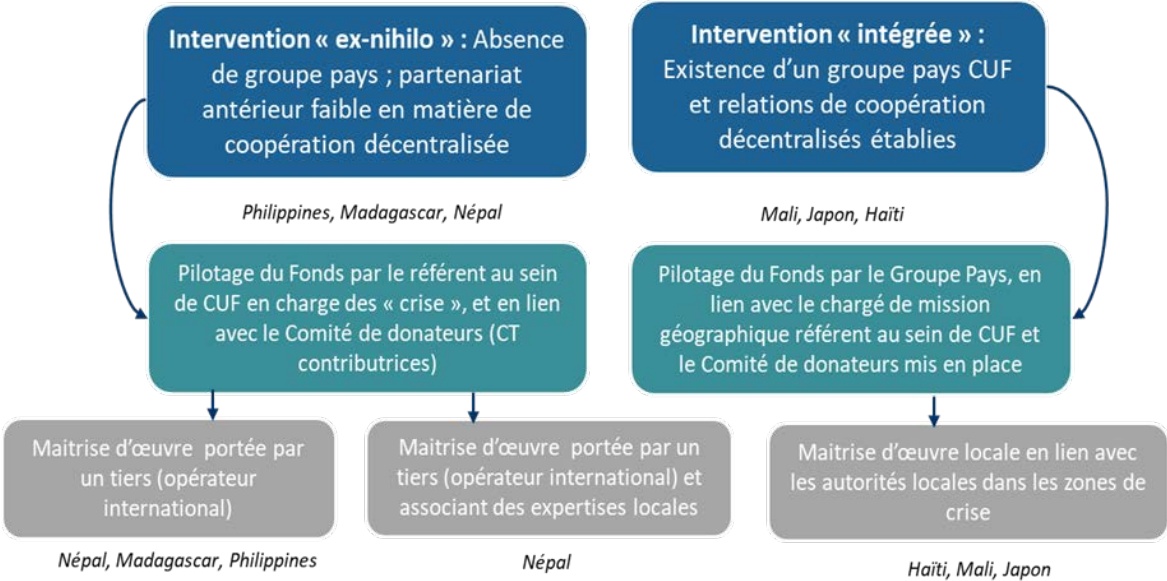 Intervention « ex-nihilo » : Absence
de groupe pays ; partenariat
antérieur faible en matière de
coopération décentralisée
Intervention « intégrée » :
Existence d'un groupe pays CUF
et relations de coopération
décentralisés établies
Philippines, Madagascar, Népal
Mali, Japon, Haïti
Pilotage du Fonds par le référent au sein
de CUF en charge des « crise », et en lien
avec le Comité de donateurs (CT
contributrices)
Pilotage du Fonds par le Groupe Pays, en
lien avec le chargé de mission
géographique référent au sein de CUF et
le Comité de donateurs mis en place
Maitrise d'œuvre portée par
un tiers (opérateur
international)
Maitrise d'œuvre portée par un
tiers (opérateur international) et
associant des expertises locales
Maitrise d'œuvre locale en lien avec
les autorités locales dans les zones de
crise
Népal, Madagascar, Philippines
Népal
Haïti, Mali, Japon